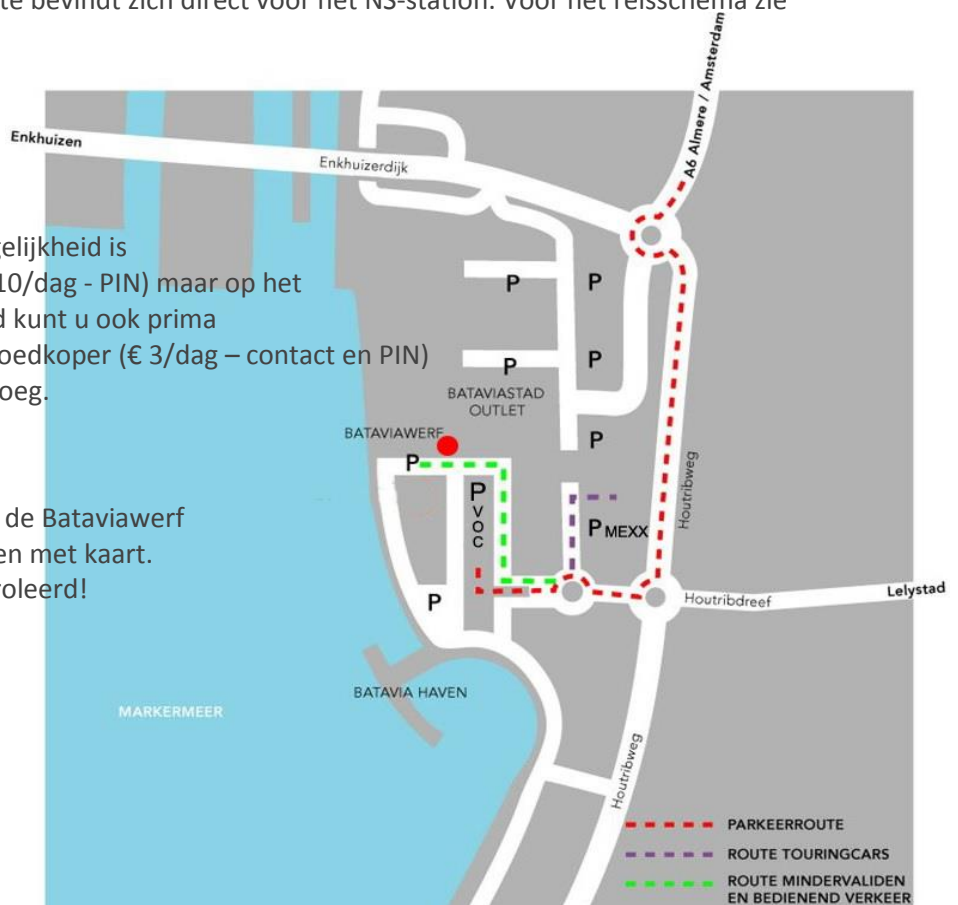 te bevindt zich direct voor het NS-station. Voor het reisschema zie
A6 Almere / Amsterdam
Enkhuizen
Enkhuizerdijk
gelijkheid is
10/dag - PIN) maar op het
d kunt u ook prima
oedkoper (€ 3/dag – contact en PIN)
oeg.
P
P
P
P
BATAVIASTAD
OUTLET
BATAVIAWERF
P
P
P
V
O
C
Houtribweg
de Bataviawerf
en met kaart.
roleerd!
P MEXX
P
Houtribdreef
Lelystad
BATAVIA HAVEN
MARKERMEER
Houtribweg
PARKEERROUTE
ROUTE TOURINGCARS
ROUTE MINDERVALIDEN
EN BEDIENEND VERKEER